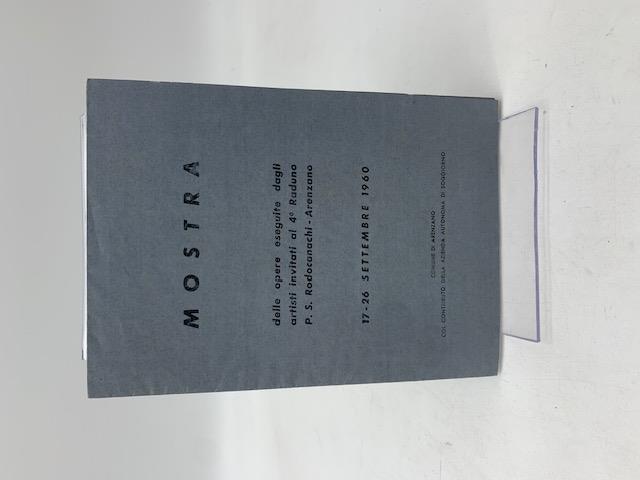 MOSTRA
delle opere eseguite dagli
artisti invitati al 4° Raduno
P. S. Rodocanachi - Arenzano
17 - 26 SETTEMBRE 1960
COMUNE DI ARENZANO
COL CONTRIBUTO DELLA AZIENDA AUTONOMA DI SOGGIORNO